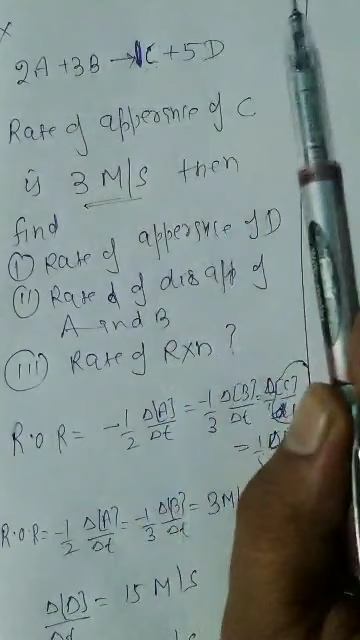 2A + 3B → 1C + 5D
Rate of apperance of C
is 3 M/S then
find
(I) Rate of apperance of D
(II) Rate of disapp of
A and B
(III) Rate of Rxn ?
R.O.R = -1/2 Δ[A]/Δt = -1/3 Δ[B]/Δt = Δ[C]
R.O.R = -1/2 Δ[A]/Δt = -1/3 Δ[B]/Δt = 3M/
Δ[D]/Δt = 15 M/s